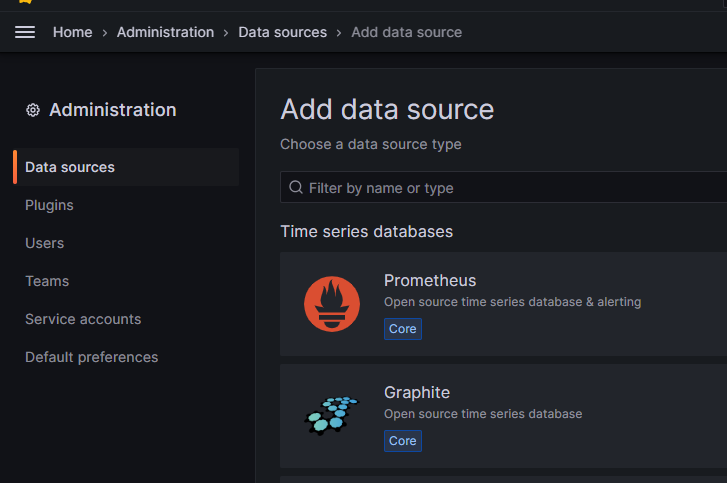 Home › Administration › Data sources › Add data source
Administration
Data sources
Plugins
Users
Teams
Service accounts
Default preferences
Add data source
Choose a data source type
Filter by name or type
Time series databases
Prometheus
Open source time series database & alerting
Core
Graphite
Open source time series database
Core